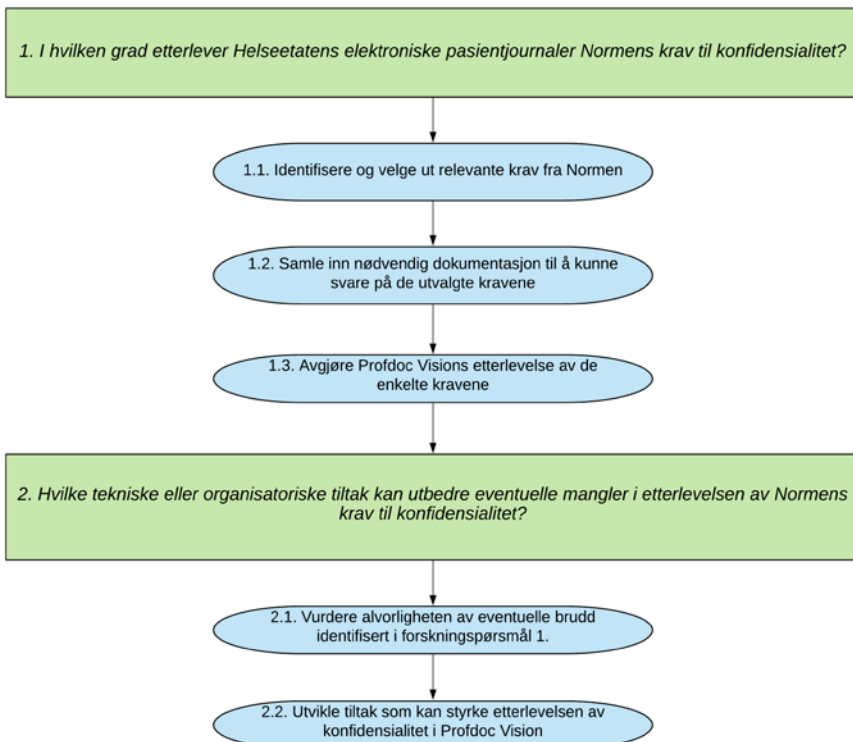 1. I hvilken grad etterlever Helseetatens elektroniske pasientjournaler Normens krav til konfidensialitet?
1.1. Identifisere og velge ut relevante krav fra Normen
1.2. Samle inn nødvendig dokumentasjon til å kunne
svare på de utvalgte kravene
1.3. Avgjøre Profdoc Visions etterlevelse av de
enkelte kravene
2. Hvilke tekniske eller organisatoriske tiltak kan utbedre eventuelle mangler i etterlevelsen av Normens
krav til konfidensialitet?
2.1. Vurdere alvorligheten av eventuelle brudd
identifisert i forskningspørsmål 1.
2.2. Utvikle tiltak som kan styrke etterlevelsen av
konfidensialitet i Profdoc Vision